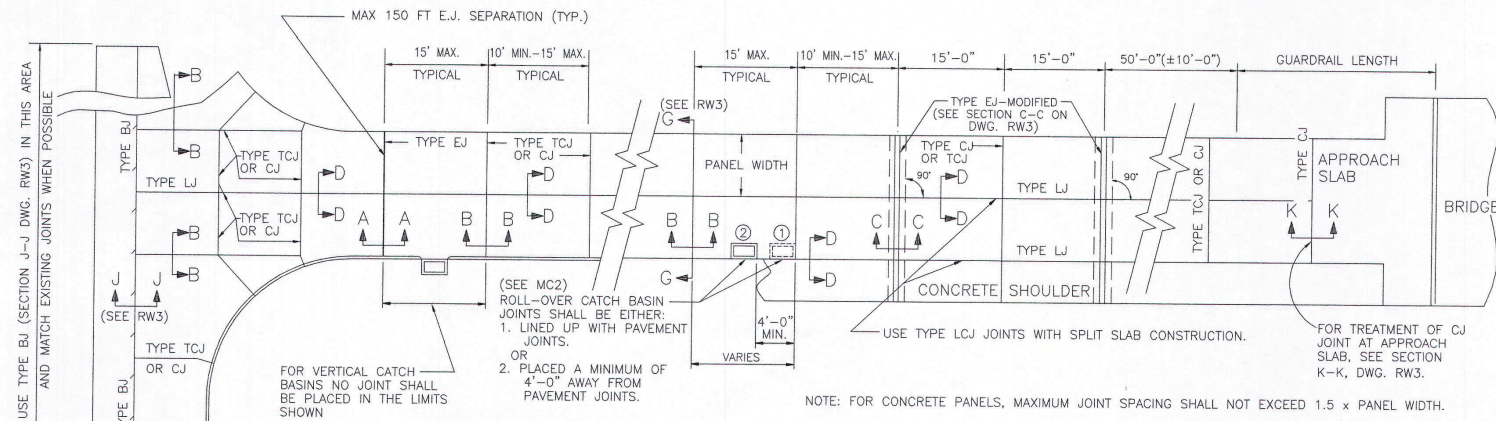 MAX 150 FT E.J. SEPARATION (TYP.)
USE TYPE BJ (SECTION J-J DWG. RW3) IN THIS AREA
AND MATCH EXISTING JOINTS WHEN POSSIBLE
15' MAX.
TYPICAL
10' MIN.-15' MAX.
TYPICAL
15' MAX.
TYPICAL
10' MIN.-15' MAX.
TYPICAL
15'-0"
15'-0"
50'-0"(±10'-0")
GUARDRAIL LENGTH
B
B
TYPE BJ
TYPE TCJ
OR CJ
TYPE LJ
TYPE TCJ
OR CJ
B
B
D
D
TYPE EJ
TYPE TCJ
OR CJ
D
D
A
A
B
B
(SEE RW3)
G
PANEL WIDTH
TYPE EJ-MODIFIED
(SEE SECTION C-C ON
DWG. RW3)
TYPE CJ
OR TCJ
90°
D
D
TYPE LJ
TYPE LJ
90°
TYPE TCJ OR CJ
TYPE CJ
APPROACH
SLAB
BRIDGE
K
K
B
B
2
1
D
D
C
C
G
CONCRETE SHOULDER
J
J
(SEE RW3)
TYPE TCJ
OR CJ
TYPE BJ
FOR VERTICAL CATCH
BASINS NO JOINT SHALL
BE PLACED IN THE LIMITS
SHOWN
(SEE MC2)
ROLL-OVER CATCH BASIN
JOINTS SHALL BE EITHER:
1. LINED UP WITH PAVEMENT
JOINTS.
OR
2. PLACED A MINIMUM OF
4'-0" AWAY FROM
PAVEMENT JOINTS.
4'-0"
MIN.
VARIES
USE TYPE LCJ JOINTS WITH SPLIT SLAB CONSTRUCTION.
FOR TREATMENT OF CJ
JOINT AT APPROACH
SLAB, SEE SECTION
K-K, DWG. RW3.
NOTE: FOR CONCRETE PANELS, MAXIMUM JOINT SPACING SHALL NOT EXCEED 1.5 x PANEL WIDTH.